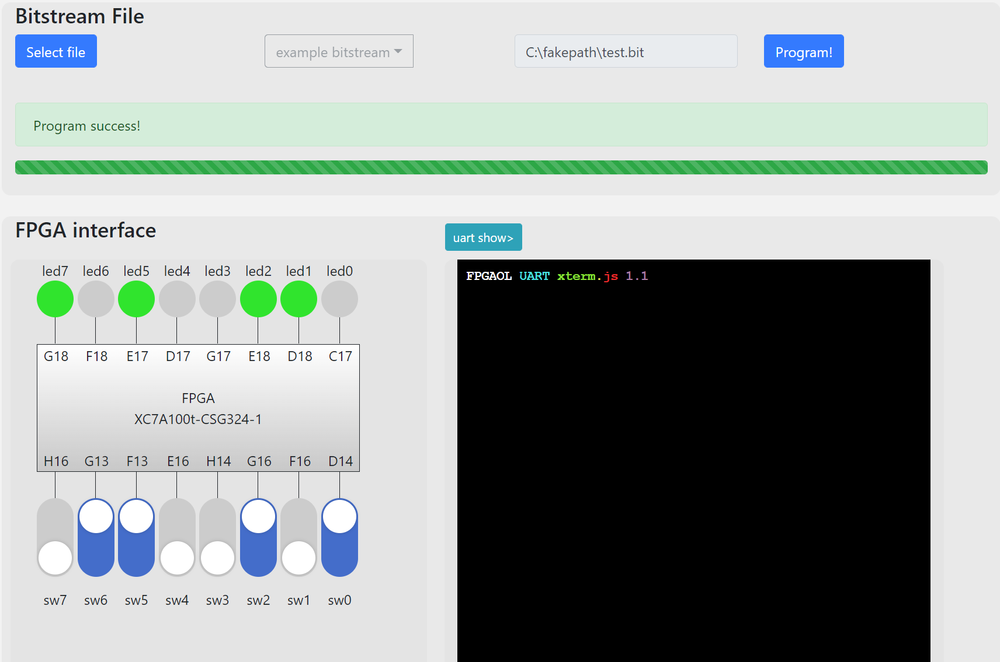 Bitstream File
Select file
example bitstream
C:\fakepath\test.bit
Program!
Program success!
FPGA interface
uart show>
led7 led6 led5 led4 led3 led2 led1 led0
G18 F18 E17 D17 G17 E18 D18 C17
FPGA
XC7A100t-CSG324-1
H16 G13 F13 E16 H14 G16 F16 D14
sw7 sw6 sw5 sw4 sw3 sw2 sw1 sw0
FPGAOL UART xterm.js 1.1